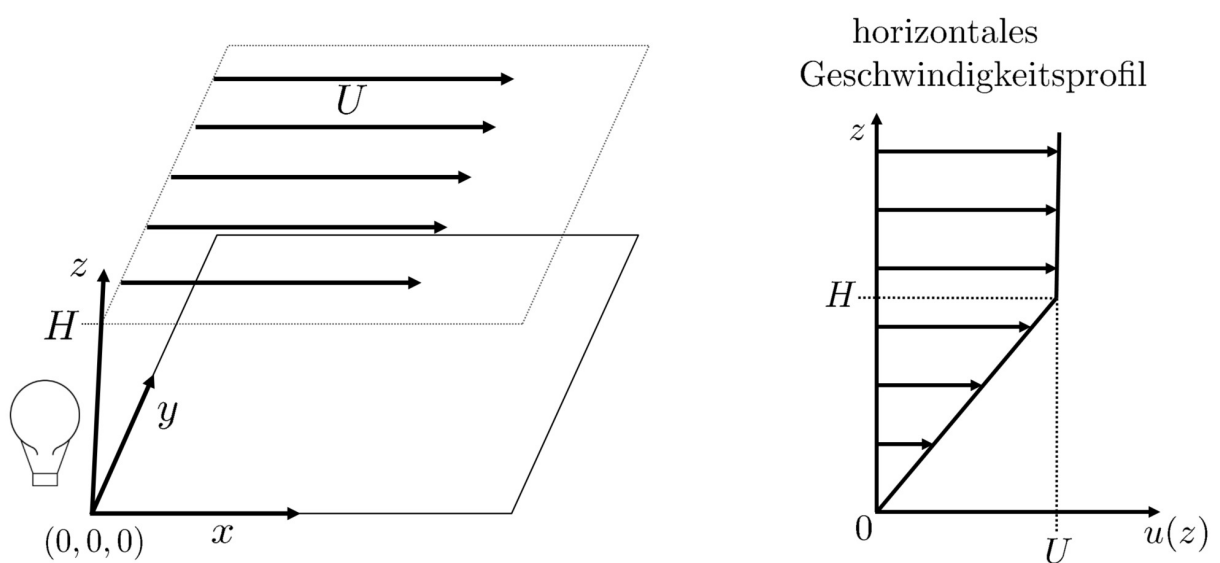 U
z
H
y
(0, 0, 0)
x
horizontales
Geschwindigkeitsprofil
z
H
0
U
u(z)